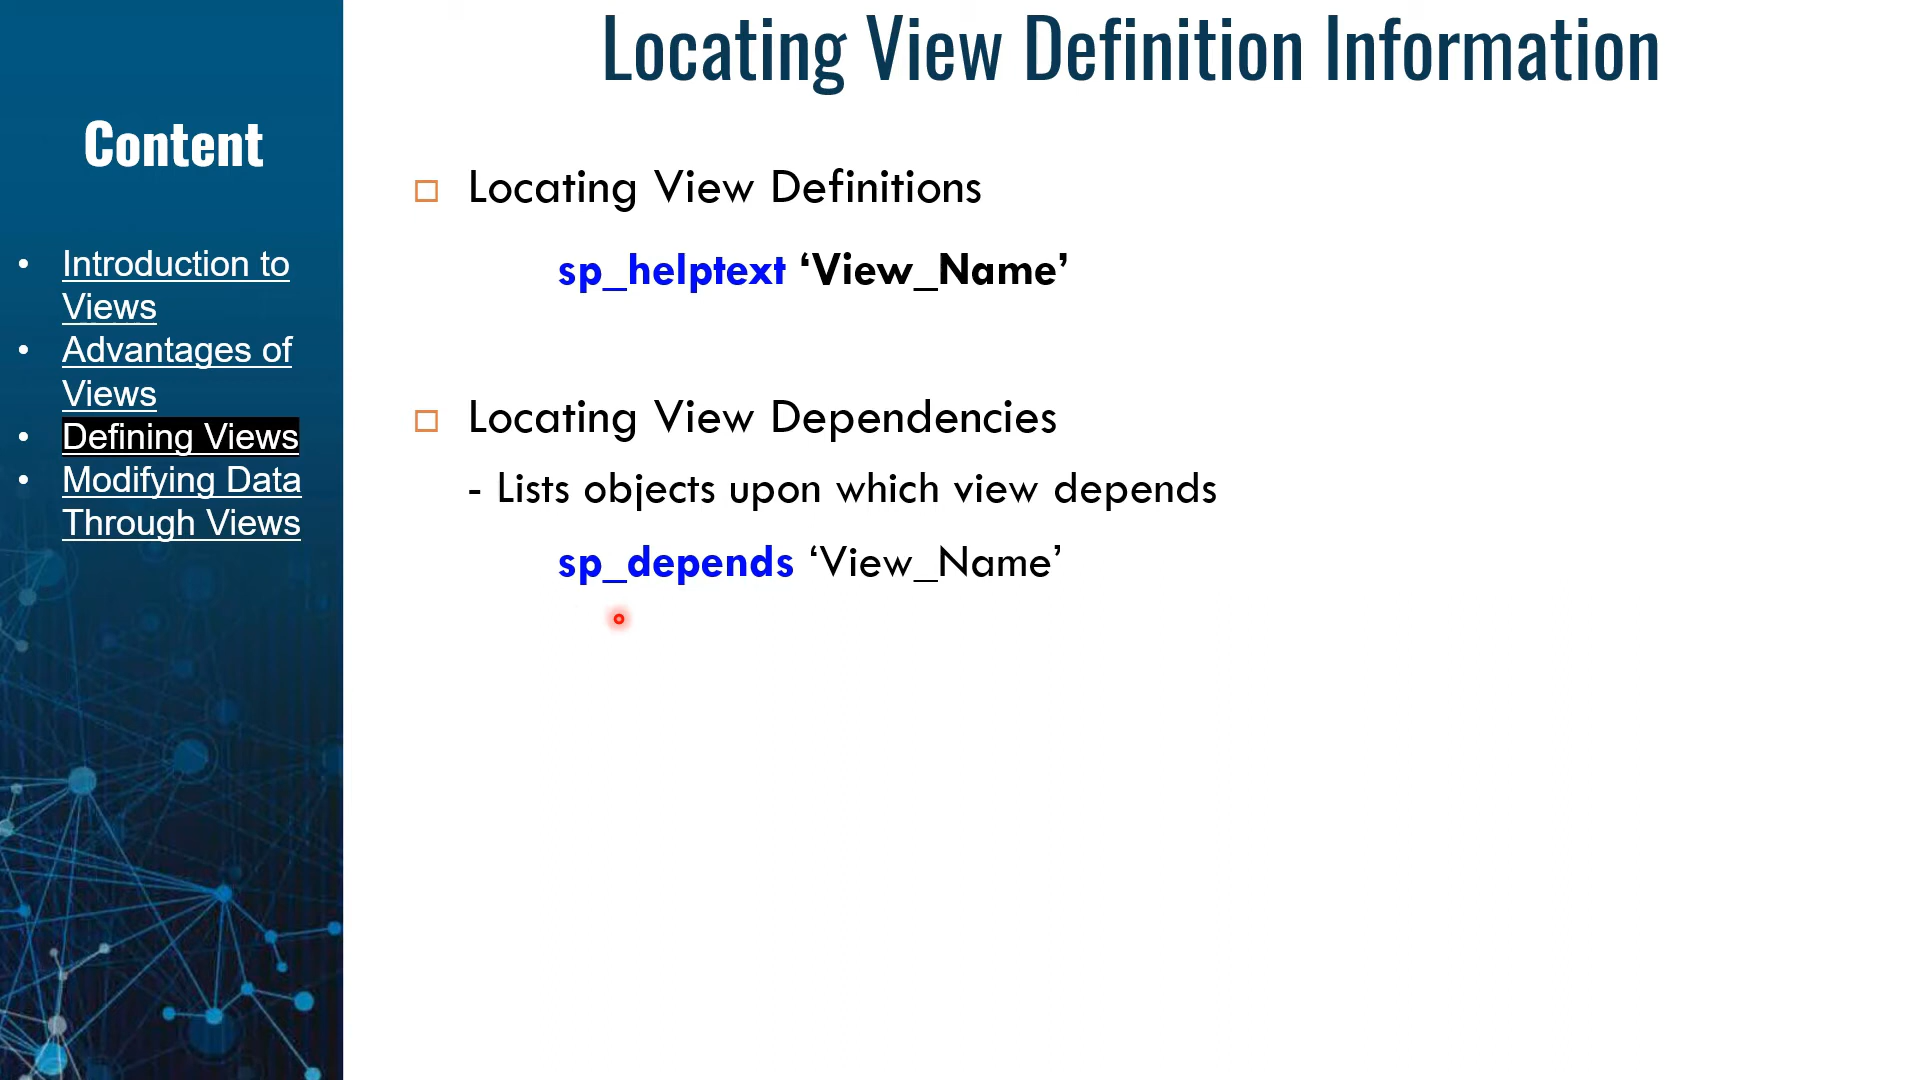 Locating View Definition Information
Content
• Introduction to
Views
• Advantages of
Views
• Defining Views
• Modifying Data
Through Views
Locating View Definitions
sp_helptext ‘View_Name’
Locating View Dependencies
- Lists objects upon which view depends
sp_depends ‘View_Name’